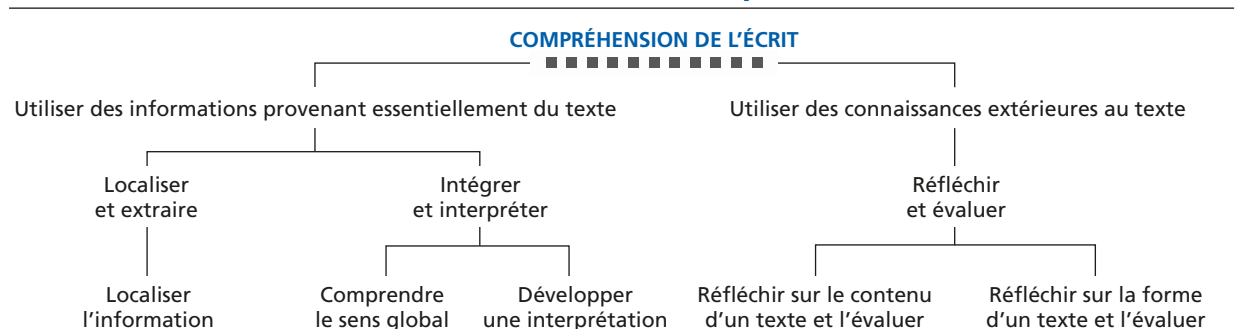 COMPRÉHENSION DE L'ÉCRIT
Utiliser des informations provenant essentiellement du texte
Utiliser des connaissances extérieures au texte
Localiser
et extraire
Intégrer
et interpréter
Réfléchir
et évaluer
Localiser
l'information
Comprendre
le sens global
Développer
une interprétation
Réfléchir sur le contenu
d'un texte et l'évaluer
Réfléchir sur la forme
d'un texte et l'évaluer